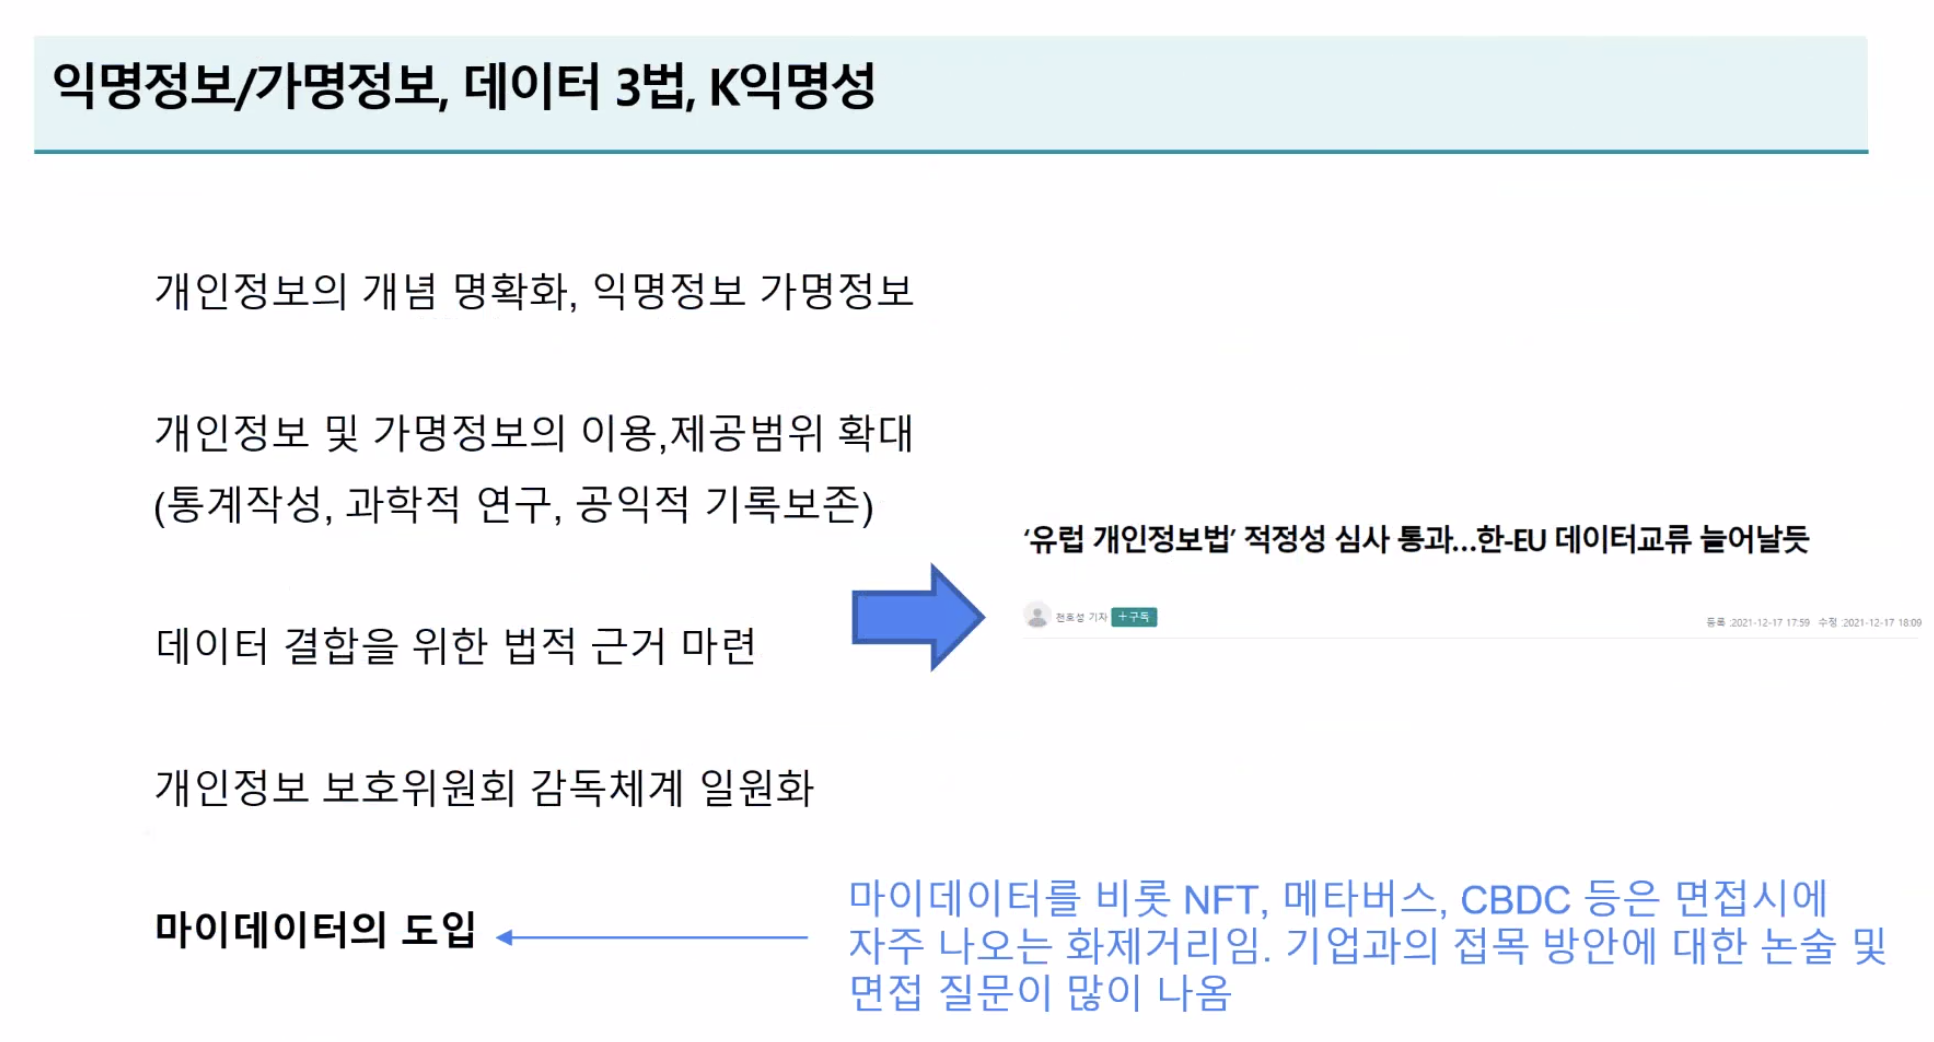 익명정보/가명정보, 데이터 3법, K익명성
개인정보의 개념 명확화, 익명정보 가명정보
개인정보 및 가명정보의 이용,제공범위 확대
(통계작성, 과학적 연구, 공익적 기록보존)
데이터 결합을 위한 법적 근거 마련
개인정보 보호위원회 감독체계 일원화
마이데이터의 도입
‘유럽 개인정보법’ 적정성 심사 통과...한-EU 데이터교류 늘어날듯
전호성 기자 +구독
등록 :2021-12-17 17:59 수정 :2021-12-17 18:09
마이데이터를 비롯 NFT, 메타버스, CBDC 등은 면접시에
자주 나오는 화제거리임. 기업과의 접목 방안에 대한 논술 및
면접 질문이 많이 나옴